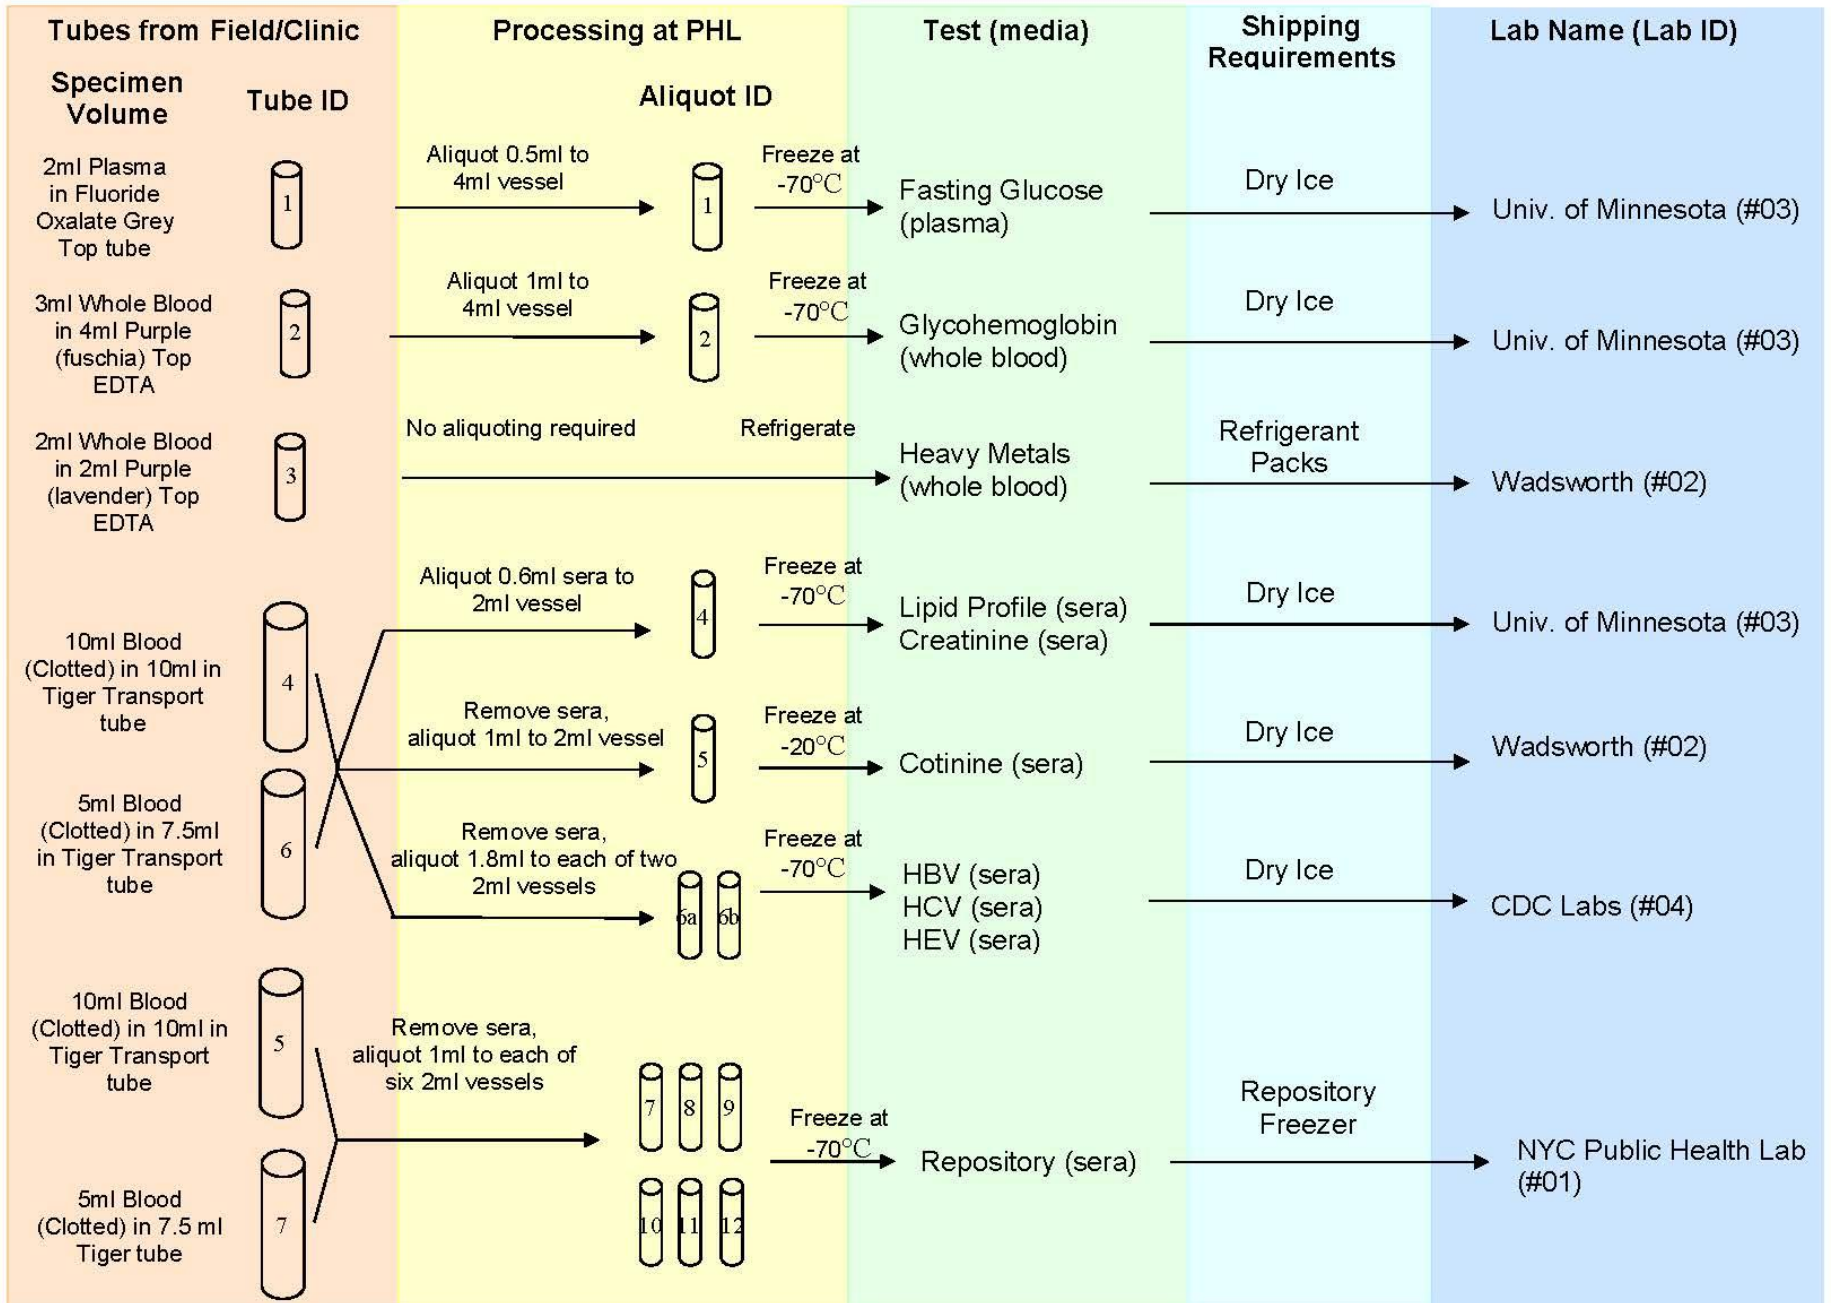 Tubes from Field/Clinic
Processing at PHL
Test (media)
Shipping
Requirements
Lab Name (Lab ID)
Specimen
Volume
Tube ID
Aliquot ID
2ml Plasma
in Fluoride
Oxalate Grey
Top tube
1
Aliquot 0.5ml to
4ml vessel
1
Freeze at
-70°C
Fasting Glucose
(plasma)
Dry Ice
Univ. of Minnesota (#03)
3ml Whole Blood
in 4ml Purple
(fuschia) Top
EDTA
2
Aliquot 1ml to
4ml vessel
2
Freeze at
-70°C
Glycohemoglobin
(whole blood)
Dry Ice
Univ. of Minnesota (#03)
2ml Whole Blood
in 2ml Purple
(lavender) Top
EDTA
3
No aliquoting required
Refrigerate
Heavy Metals
(whole blood)
Refrigerant
Packs
Wadsworth (#02)
10ml Blood
(Clotted) in 10ml in
Tiger Transport
tube
4
Aliquot 0.6ml sera to
2ml vessel
4
Freeze at
-70°C
Lipid Profile (sera)
Creatinine (sera)
Dry Ice
Univ. of Minnesota (#03)
Remove sera,
aliquot 1ml to 2ml vessel
5
Freeze at
-20°C
Cotinine (sera)
Dry Ice
Wadsworth (#02)
5ml Blood
(Clotted) in 7.5ml
in Tiger Transport
tube
6
Remove sera,
aliquot 1.8ml to each of two
2ml vessels
6a
6b
Freeze at
-70°C
HBV (sera)
HCV (sera)
HEV (sera)
Dry Ice
CDC Labs (#04)
10ml Blood
(Clotted) in 10ml in
Tiger Transport
tube
5
Remove sera,
aliquot 1ml to each of
six 2ml vessels
7
8
9
10
11
12
Freeze at
-70°C
Repository (sera)
Repository
Freezer
NYC Public Health Lab
(#01)
5ml Blood
(Clotted) in 7.5 ml
Tiger tube
7